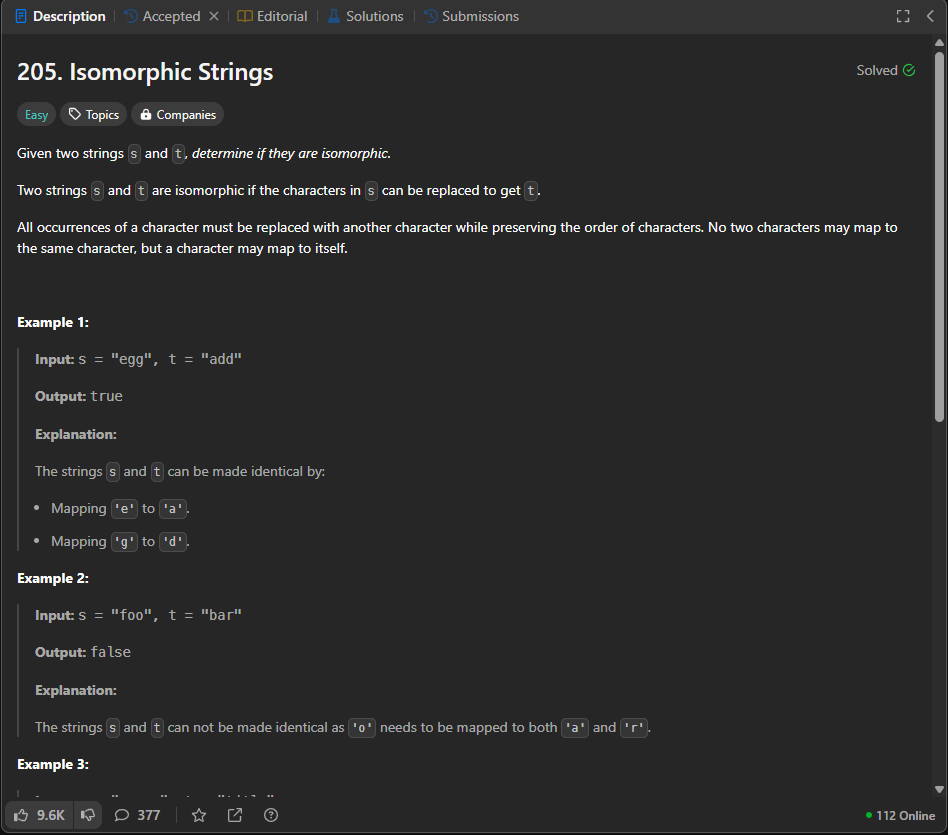 Description Accepted Editorial Solutions Submissions
205. Isomorphic Strings
Solved
Easy Topics Companies
Given two strings s and t, determine if they are isomorphic.
Two strings s and t are isomorphic if the characters in s can be replaced to get t.
All occurrences of a character must be replaced with another character while preserving the order of characters. No two characters may map to
the same character, but a character may map to itself.
Example 1:
Input: s = "egg", t = "add"
Output: true
Explanation:
The strings s and t can be made identical by:
• Mapping 'e' to 'a'.
• Mapping 'g' to 'd'.
Example 2:
Input: s = "foo", t = "bar"
Output: false
Explanation:
The strings s and t can not be made identical as 'o' needs to be mapped to both 'a' and 'r'.
Example 3:
9.6K 377 112 Online